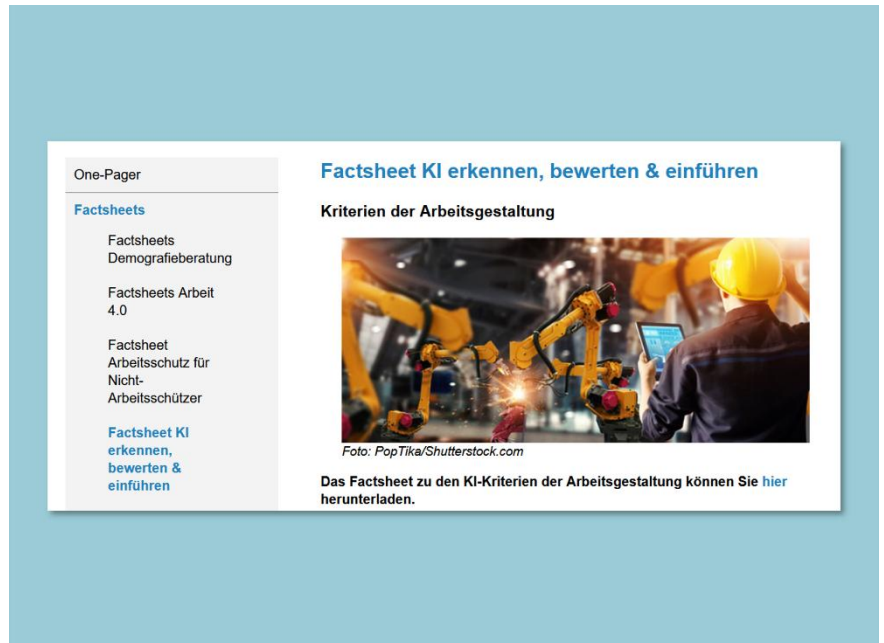 One-Pager
Factsheets
Factsheets
Demografieberatung
Factsheets Arbeit
4.0
Factsheet
Arbeitsschutz für
Nicht-
Arbeitsschützer
Factsheet KI
erkennen,
bewerten &
einführen
Factsheet KI erkennen, bewerten & einführen
Kriterien der Arbeitsgestaltung
Foto: PopTika/Shutterstock.com
Das Factsheet zu den KI-Kriterien der Arbeitsgestaltung können Sie hier
herunterladen.